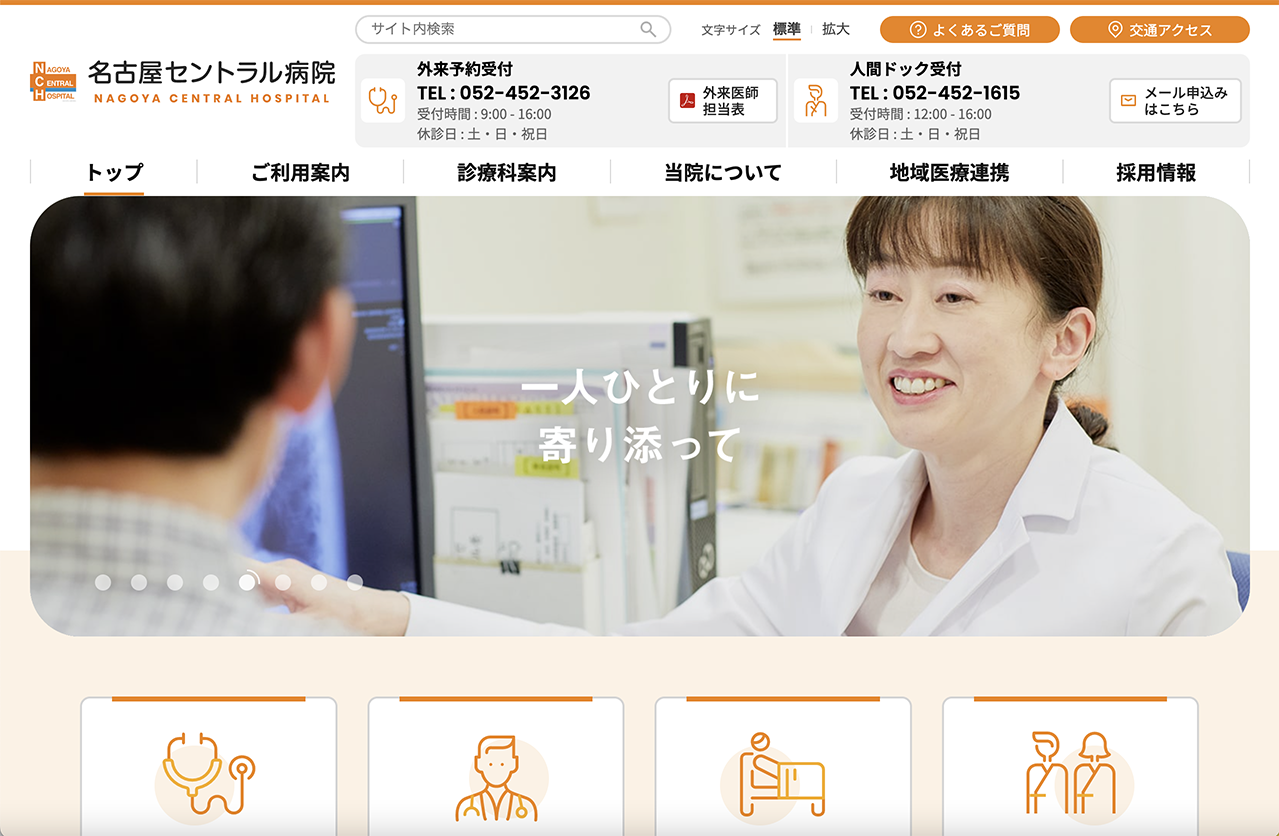 サイト内検索
文字サイズ 標準 拡大
よくあるご質問
交通アクセス
NAGOYA
CENTRAL
HOSPITAL
名古屋セントラル病院
NAGOYA CENTRAL HOSPITAL
外来予約受付
TEL : 052-452-3126
受付時間 : 9:00 - 16:00
休診日 : 土・日・祝日
外来医師
担当表
人間ドック受付
TEL : 052-452-1615
受付時間 : 12:00 - 16:00
休診日 : 土・日・祝日
メール申込み
はこちら
トップ
ご利用案内
診療科案内
当院について
地域医療連携
採用情報
一人ひとりに
寄り添って